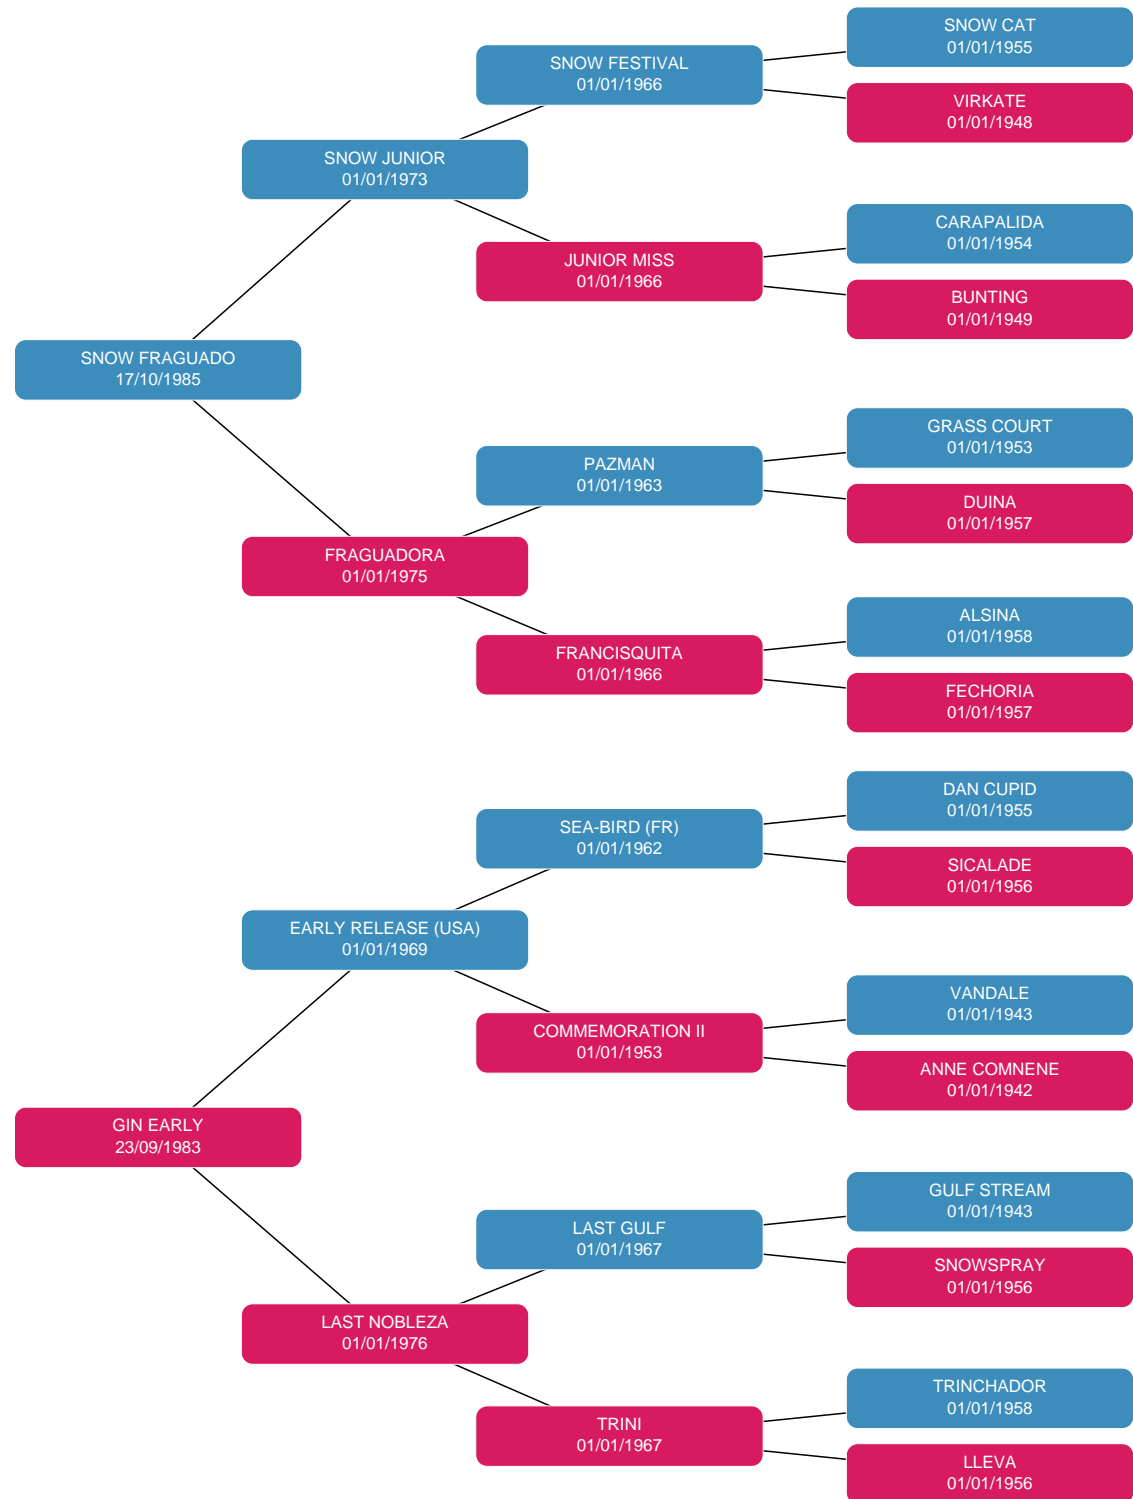 SNOW CAT
01/01/1955
SNOW FESTIVAL
01/01/1966
VIRKATE
01/01/1948
SNOW JUNIOR
01/01/1973
CARAPALIDA
01/01/1954
JUNIOR MISS
01/01/1966
BUNTING
01/01/1949
SNOW FRAGUADO
17/10/1985
GRASS COURT
01/01/1953
PAZMAN
01/01/1963
DUINA
01/01/1957
FRAGUADORA
01/01/1975
ALSINA
01/01/1958
FRANCISQUITA
01/01/1966
FECHORIA
01/01/1957
DAN CUPID
01/01/1955
SEA-BIRD (FR)
01/01/1962
SICALADE
01/01/1956
EARLY RELEASE (USA)
01/01/1969
VANDALE
01/01/1943
COMMEMORATION II
01/01/1953
ANNE COMNENE
01/01/1942
GIN EARLY
23/09/1983
GULF STREAM
01/01/1943
LAST GULF
01/01/1967
SNOWSPRAY
01/01/1956
LAST NOBLEZA
01/01/1976
TRINCHADOR
01/01/1958
TRINI
01/01/1967
LLEVA
01/01/1956